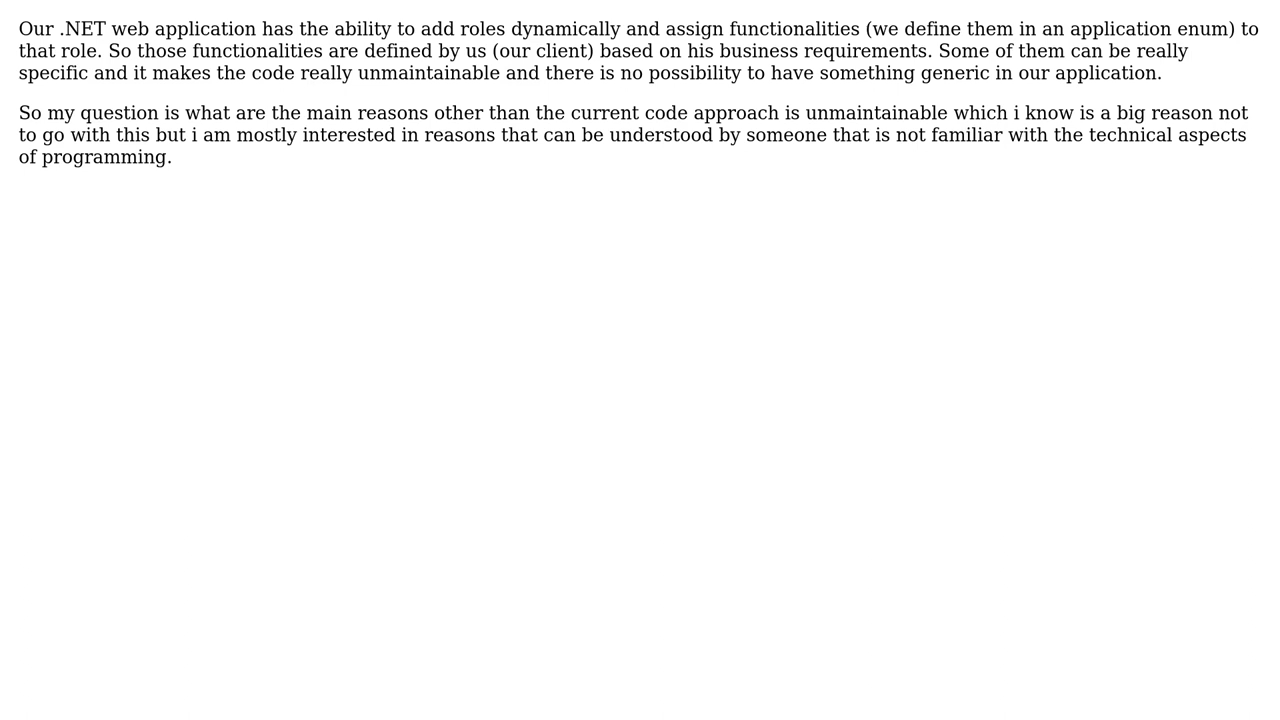 Our .NET web application has the ability to add roles dynamically and assign functionalities (we define them in an application enum) to
that role. So those functionalities are defined by us (our client) based on his business requirements. Some of them can be really
specific and it makes the code really unmaintainable and there is no possibility to have something generic in our application.
So my question is what are the main reasons other than the current code approach is unmaintainable which i know is a big reason not
to go with this but i am mostly interested in reasons that can be understood by someone that is not familiar with the technical aspects
of programming.